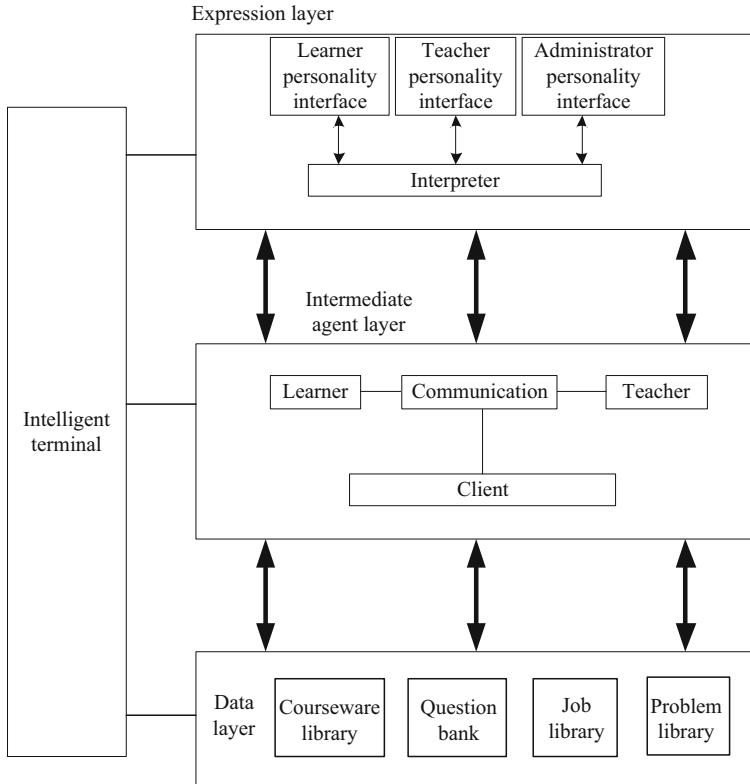 Expression layer
Learner
personality
interface
Teacher
personality
interface
Administrator
personality
interface
Interpreter
Intermediate
agent layer
Learner
Communication
Teacher
Intelligent
terminal
Client
Data
layer
Courseware
library
Question
bank
Job
library
Problem
library